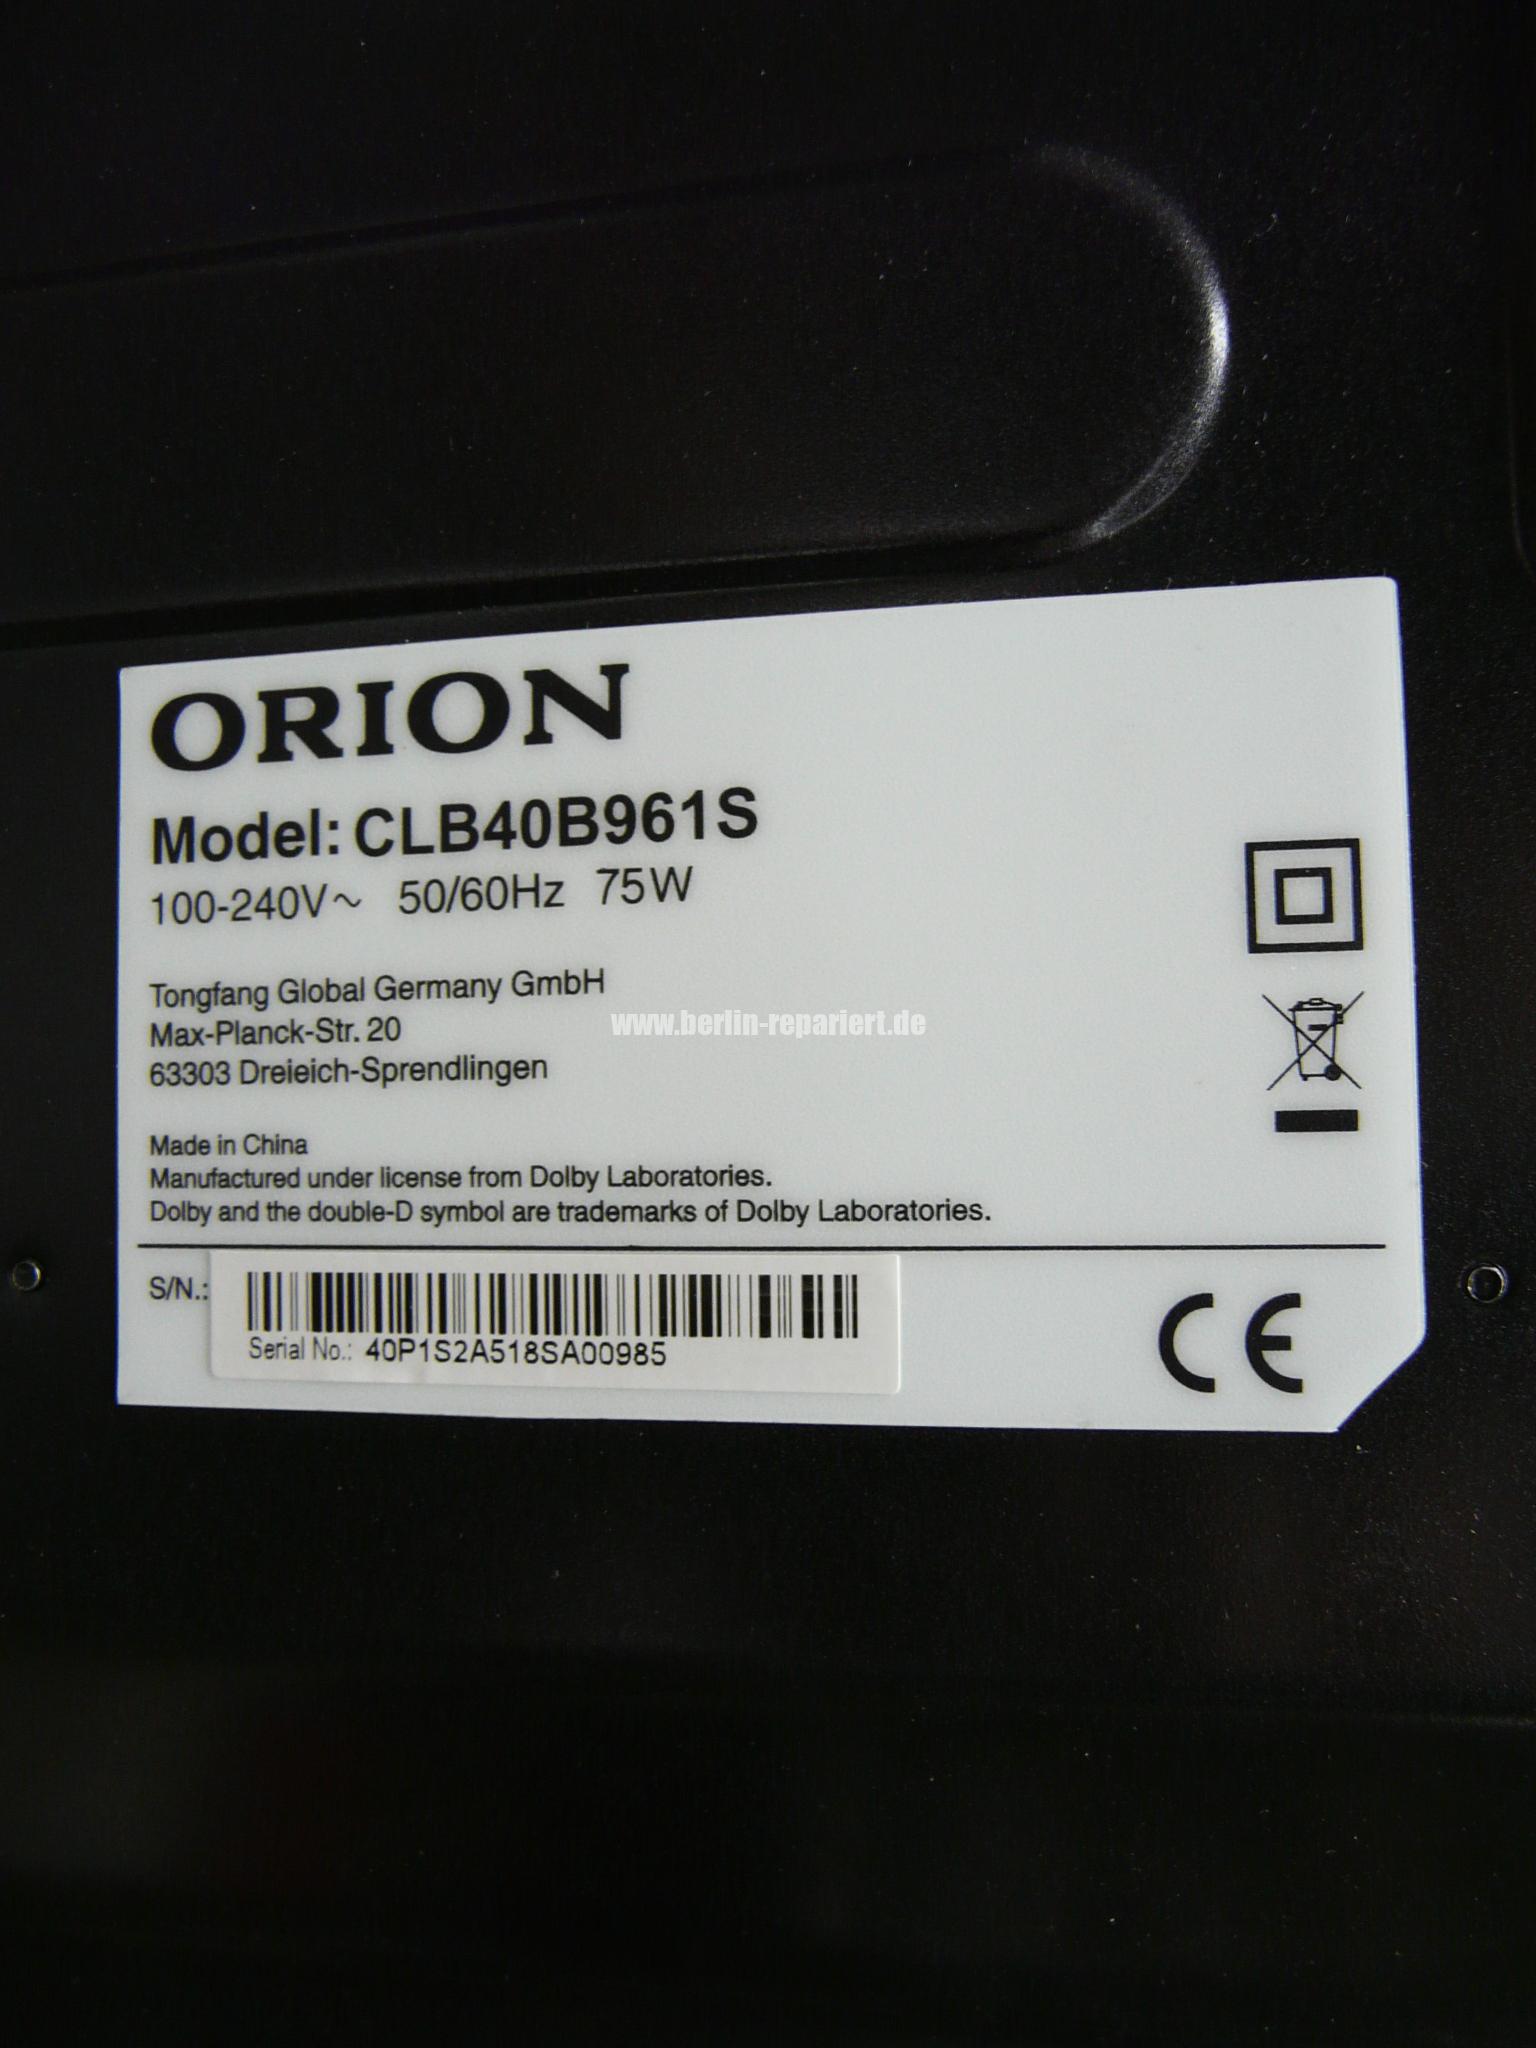 ORION
Model: CLB40B961S
100-240V~ 50/60Hz 75W
Tongfang Global Germany GmbH
Max-Planck-Str. 20
63303 Dreieich-Sprendlingen
www.berlin-repariert.de
Made in China
Manufactured under license from Dolby Laboratories.
Dolby and the double-D symbol are trademarks of Dolby Laboratories.
S/N.:
Serial No.: 40P1S2A518SA00985
CE